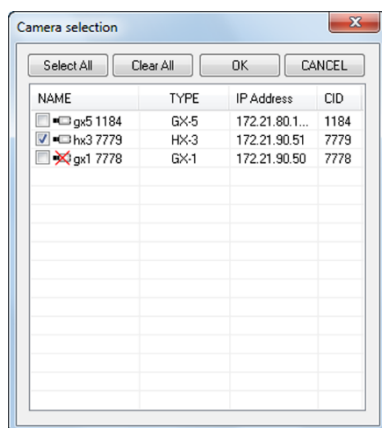 Camera selection
Select All Clear All OK CANCEL
NAME TYPE IP Address CID
gx5 1184 GX-5 172.21.80.1... 1184
hx3 7779 HX-3 172.21.90.51 7779
gx1 7778 GX-1 172.21.90.50 7778